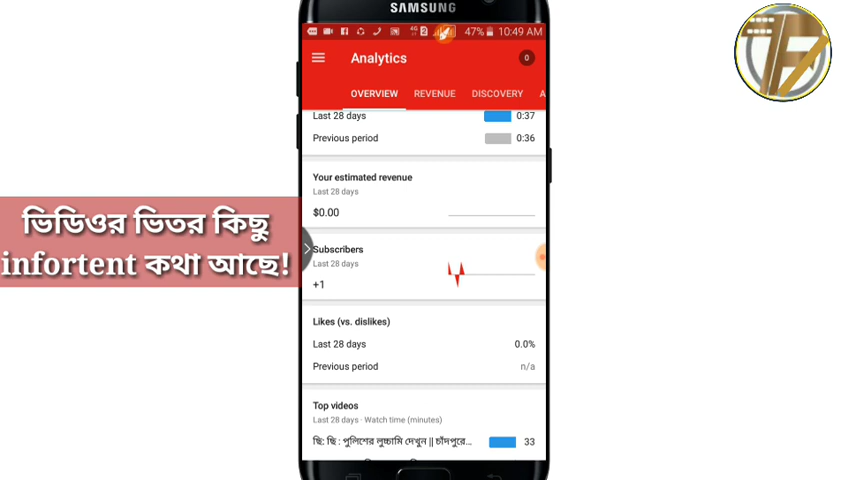 SAMSUNG
47% 10:49 AM
Analytics
0
OVERVIEW REVENUE DISCOVERY A
Last 28 days 0:37
Previous period 0:36
Your estimated revenue
Last 28 days
$0.00
ভিডিওর ভিতর কিছু
infortent কথা আছে!
Subscribers
Last 28 days
+1
Likes (vs. dislikes)
Last 28 days 0.0%
Previous period n/a
Top videos
Last 28 days · Watch time (minutes)
ছি: ছি : পুলিশের লুচ্চামি দেখুন || চাঁদপুরে... 33